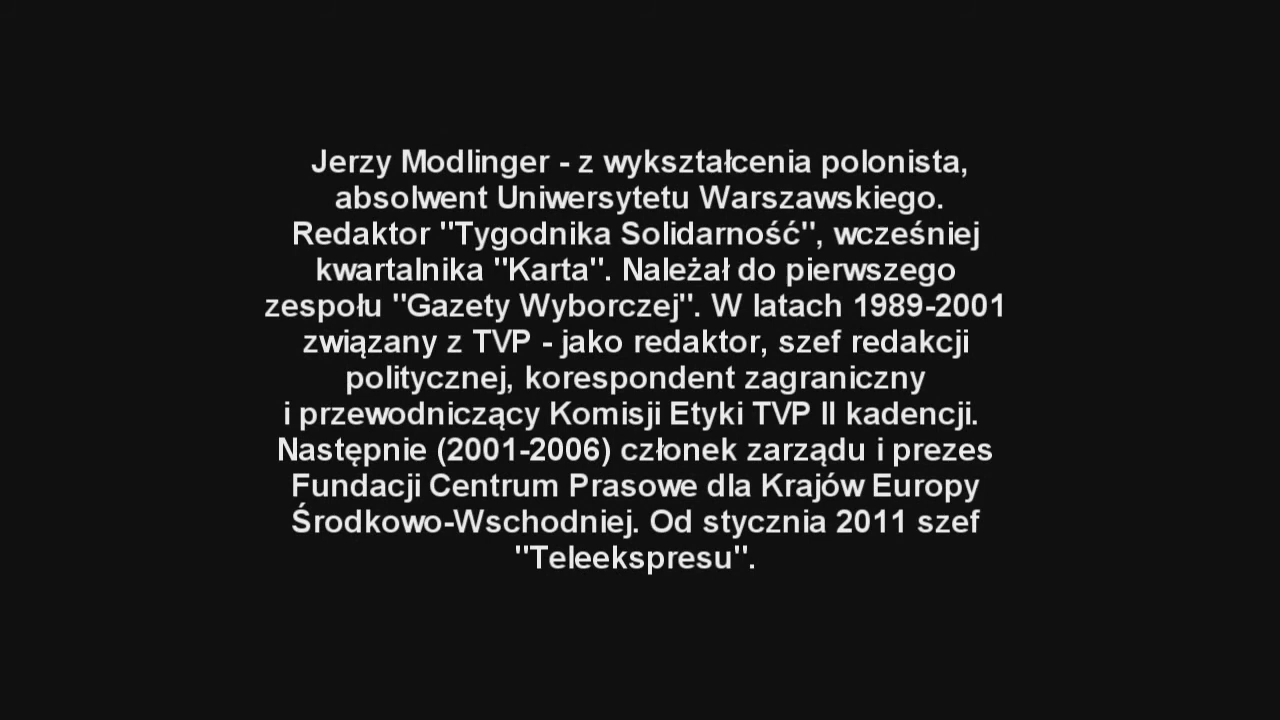 Jerzy Modlinger - z wykształcenia polonista,
absolwent Uniwersytetu Warszawskiego.
Redaktor "Tygodnika Solidarność", wcześniej
kwartalnika "Karta". Należał do pierwszego
zespołu "Gazety Wyborczej". W latach 1989-2001
związany z TVP - jako redaktor, szef redakcji
politycznej, korespondent zagraniczny
i przewodniczący Komisji Etyki TVP II kadencji.
Następnie (2001-2006) członek zarządu i prezes
Fundacji Centrum Prasowe dla Krajów Europy
Środkowo-Wschodniej. Od stycznia 2011 szef
"Teleekspresu".